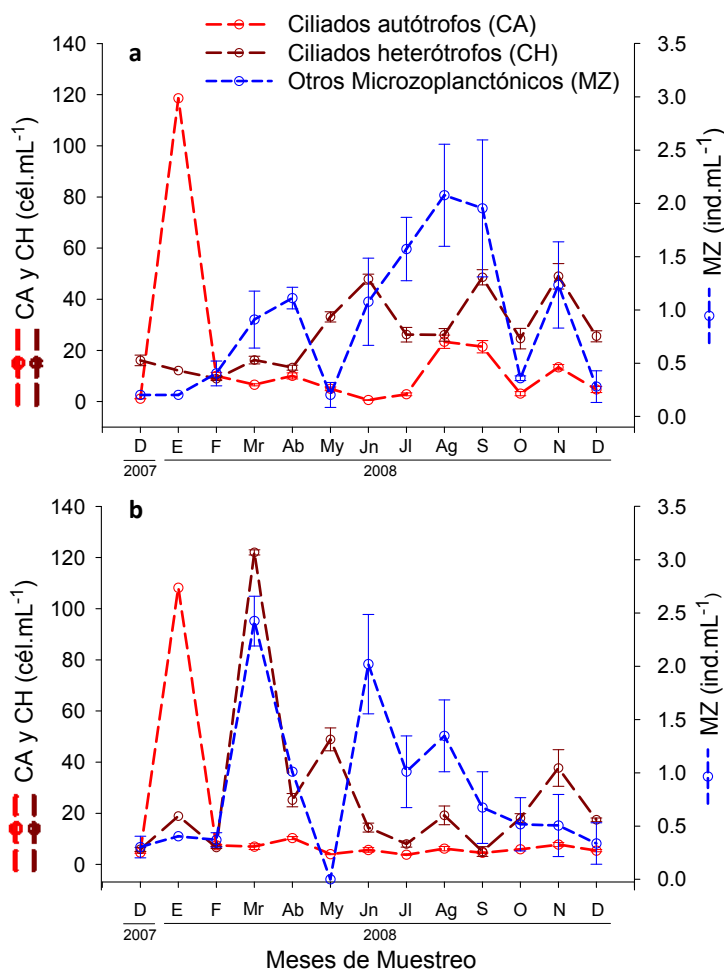 Ciliados autótrofos (CA)
Ciliados heterótrofos (CH)
Otros Microzoplanctónicos (MZ)
a
140
120
100
80
60
40
20
0
CA y CH (cél.mL⁻¹)
3.5
3.0
2.5
2.0
1.5
1.0
0.5
0.0
MZ (ind.mL⁻¹)
D E F Mr Ab My Jn Jl Ag S O N D
2007 2008
b
140
120
100
80
60
40
20
0
CA y CH (cél.mL⁻¹)
3.5
3.0
2.5
2.0
1.5
1.0
0.5
0.0
MZ (ind.mL⁻¹)
D E F Mr Ab My Jn Jl Ag S O N D
2007 2008
Meses de Muestreo